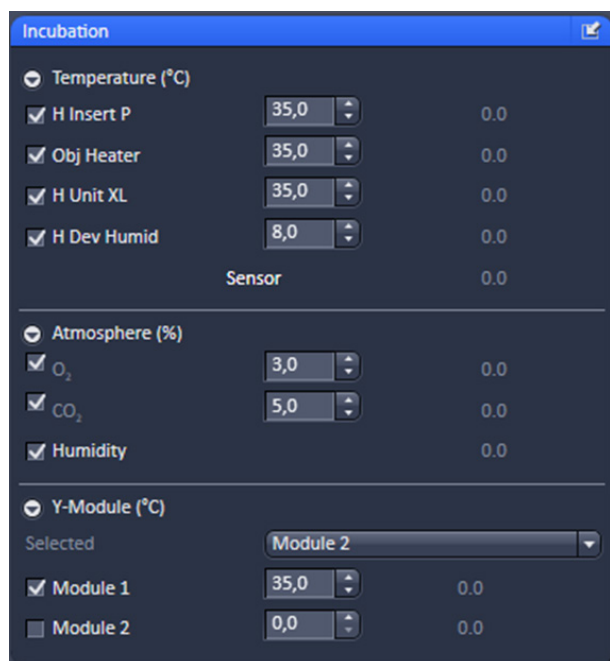 Incubation
Temperature (°C)
H Insert P 35,0 0.0
Obj Heater 35,0 0.0
H Unit XL 35,0 0.0
H Dev Humid 8,0 0.0
Sensor 0.0
Atmosphere (%)
O₂ 3,0 0.0
CO₂ 5,0 0.0
Humidity 0.0
Y-Module (°C)
Selected Module 2
Module 1 35,0 0.0
Module 2 0,0 0.0